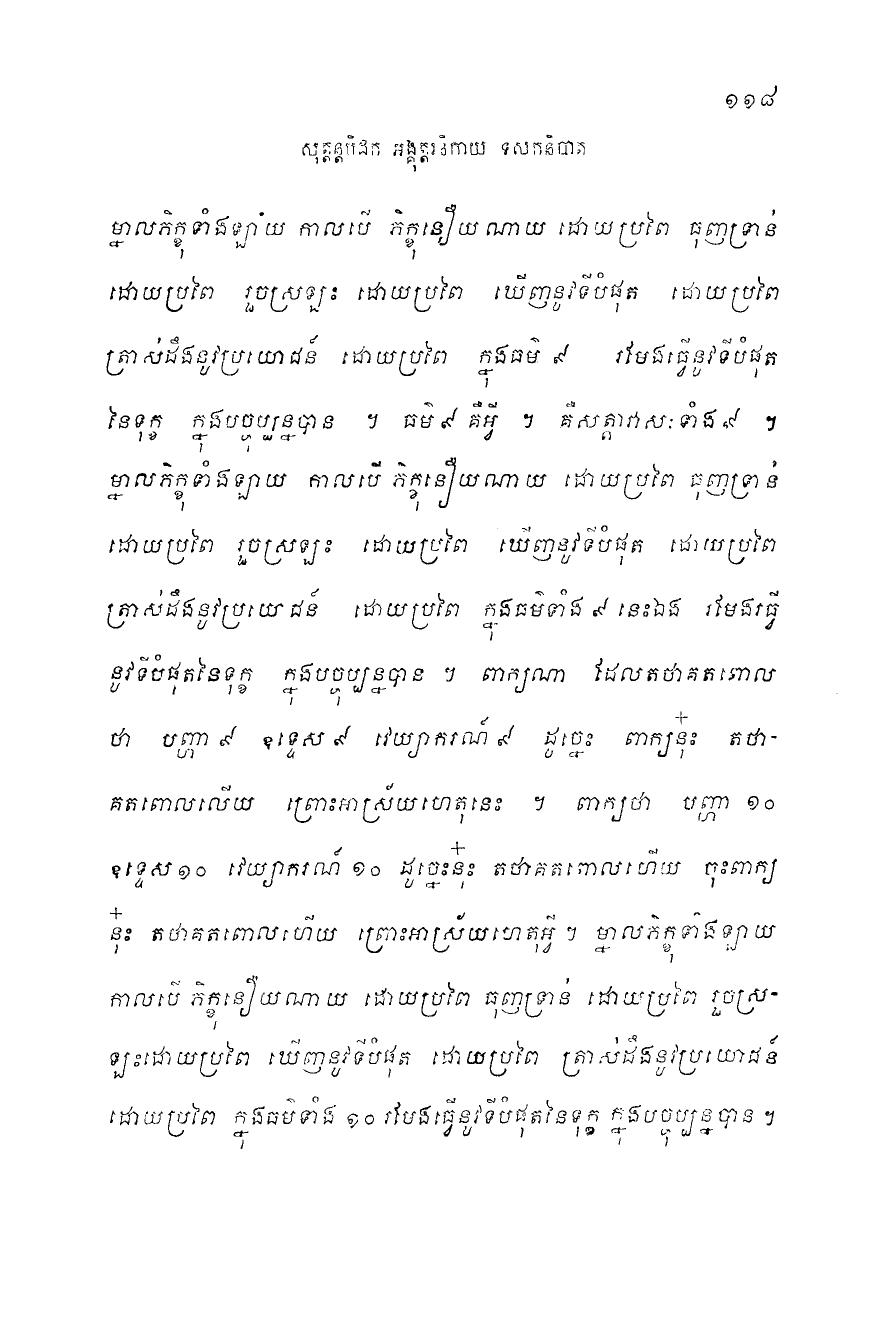 ១១៨
សុត្តន្តបិដក អង្គុត្តរនិកាយ ទសកនិបាត
ម្នាលភិក្ខុទាំងឡាយ កាលបើ ភិក្ខុនឿយណាយ ដោយប្រពៃ ធុញទ្រាន់
ដោយប្រពៃ រួចស្រឡះ ដោយប្រពៃ ឃើញនូវទីបំផុត ដោយប្រពៃ
ត្រាស់ដឹងនូវប្រយោជន៍ ដោយប្រពៃ ក្នុងធម៌ ៩ រមែងធ្វើនូវទីបំផុត
នៃទុក្ខ ក្នុងបច្ចុប្បន្នបាន ។ ធម៌ ៩ គឺអ្វី ។ គឺសត្តាវាសៈទាំង ៩ ។
ម្នាលភិក្ខុទាំងឡាយ កាលបើ ភិក្ខុនឿយណាយ ដោយប្រពៃ ធុញទ្រាន់
ដោយប្រពៃ រួចស្រឡះ ដោយប្រពៃ ឃើញនូវទីបំផុត ដោយប្រពៃ
ត្រាស់ដឹងនូវប្រយោជន៍ ដោយប្រពៃ ក្នុងធម៌ទាំង ៩ នេះឯង រមែងធ្វើ
នូវទីបំផុតនៃទុក្ខ ក្នុងបច្ចុប្បន្នបាន ។ ពាក្យណា ដែលតថាគតពោល
ថា បញ្ហា ៩ ឧទ្ទេស ៩ វេយ្យាករណ៍ ៩ ដូច្នេះ ពាក្យនុ៎ះ តថា-
គតពោលហើយ ព្រោះអាស្រ័យហេតុនេះ ។ ពាក្យថា បញ្ហា ១០
ឧទ្ទេស ១០ វេយ្យាករណ៍ ១០ ដូច្នេះនុ៎ះ តថាគតពោលហើយ ចុះពាក្យ
នុ៎ះ តថាគតពោលហើយ ព្រោះអាស្រ័យហេតុអ្វី ។ ម្នាលភិក្ខុទាំងឡាយ
កាលបើ ភិក្ខុនឿយណាយ ដោយប្រពៃ ធុញទ្រាន់ ដោយប្រពៃ រួចស្រ-
ឡះដោយប្រពៃ ឃើញនូវទីបំផុត ដោយប្រពៃ ត្រាស់ដឹងនូវប្រយោជន៍
ដោយប្រពៃ ក្នុងធម៌ទាំង ១០ រមែងធ្វើនូវទីបំផុតនៃទុក្ខ ក្នុងបច្ចុប្បន្នបាន ។